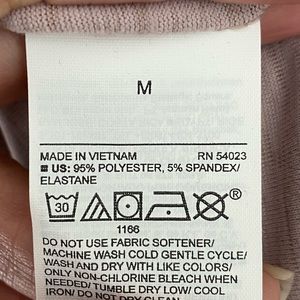 M
MADE IN VIETNAM RN 54023
US: 95% POLYESTER, 5% SPANDEX/
ELASTANE
30 ®
1166
DO NOT USE FABRIC SOFTENER/
MACHINE WASH COLD GENTLE CYCLE/
WASH AND DRY WITH LIKE COLORS/
ONLY NON-CHLORINE BLEACH WHEN
NEEDED/ TUMBLE DRY LOW/ COOL
IRON/ DO NOT DRY CLEAN